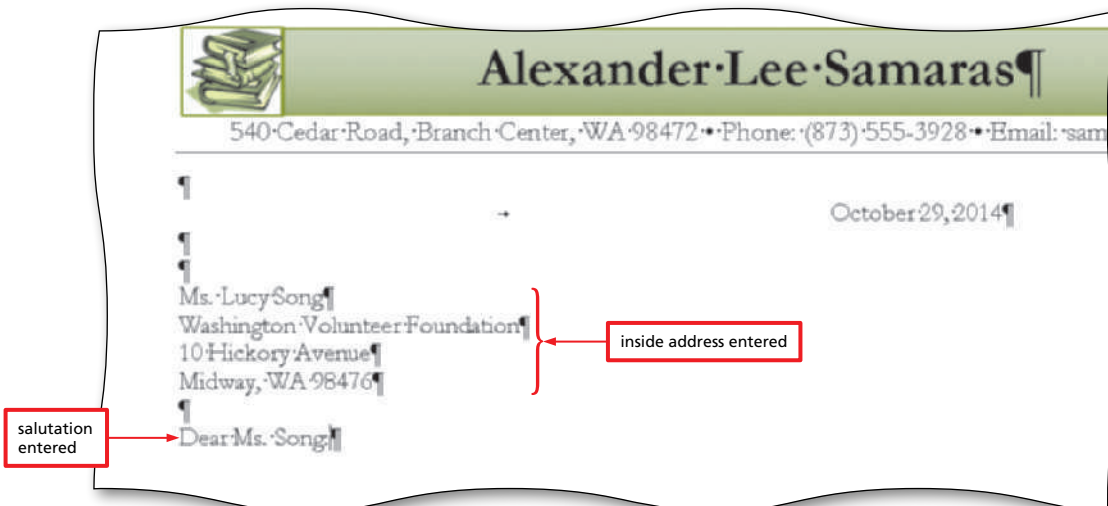 Alexander·Lee·Samaras¶
540·Cedar·Road,·Branch·Center,·WA·98472·•·Phone:·(873)·555-3928·•·Email:·sam
¶
→ October·29,·2014¶
¶
¶
Ms.·Lucy·Song¶
Washington·Volunteer·Foundation¶
10·Hickory·Avenue¶
Midway,·WA·98476¶
inside address entered
¶
Dear·Ms.·Song:¶
salutation
entered